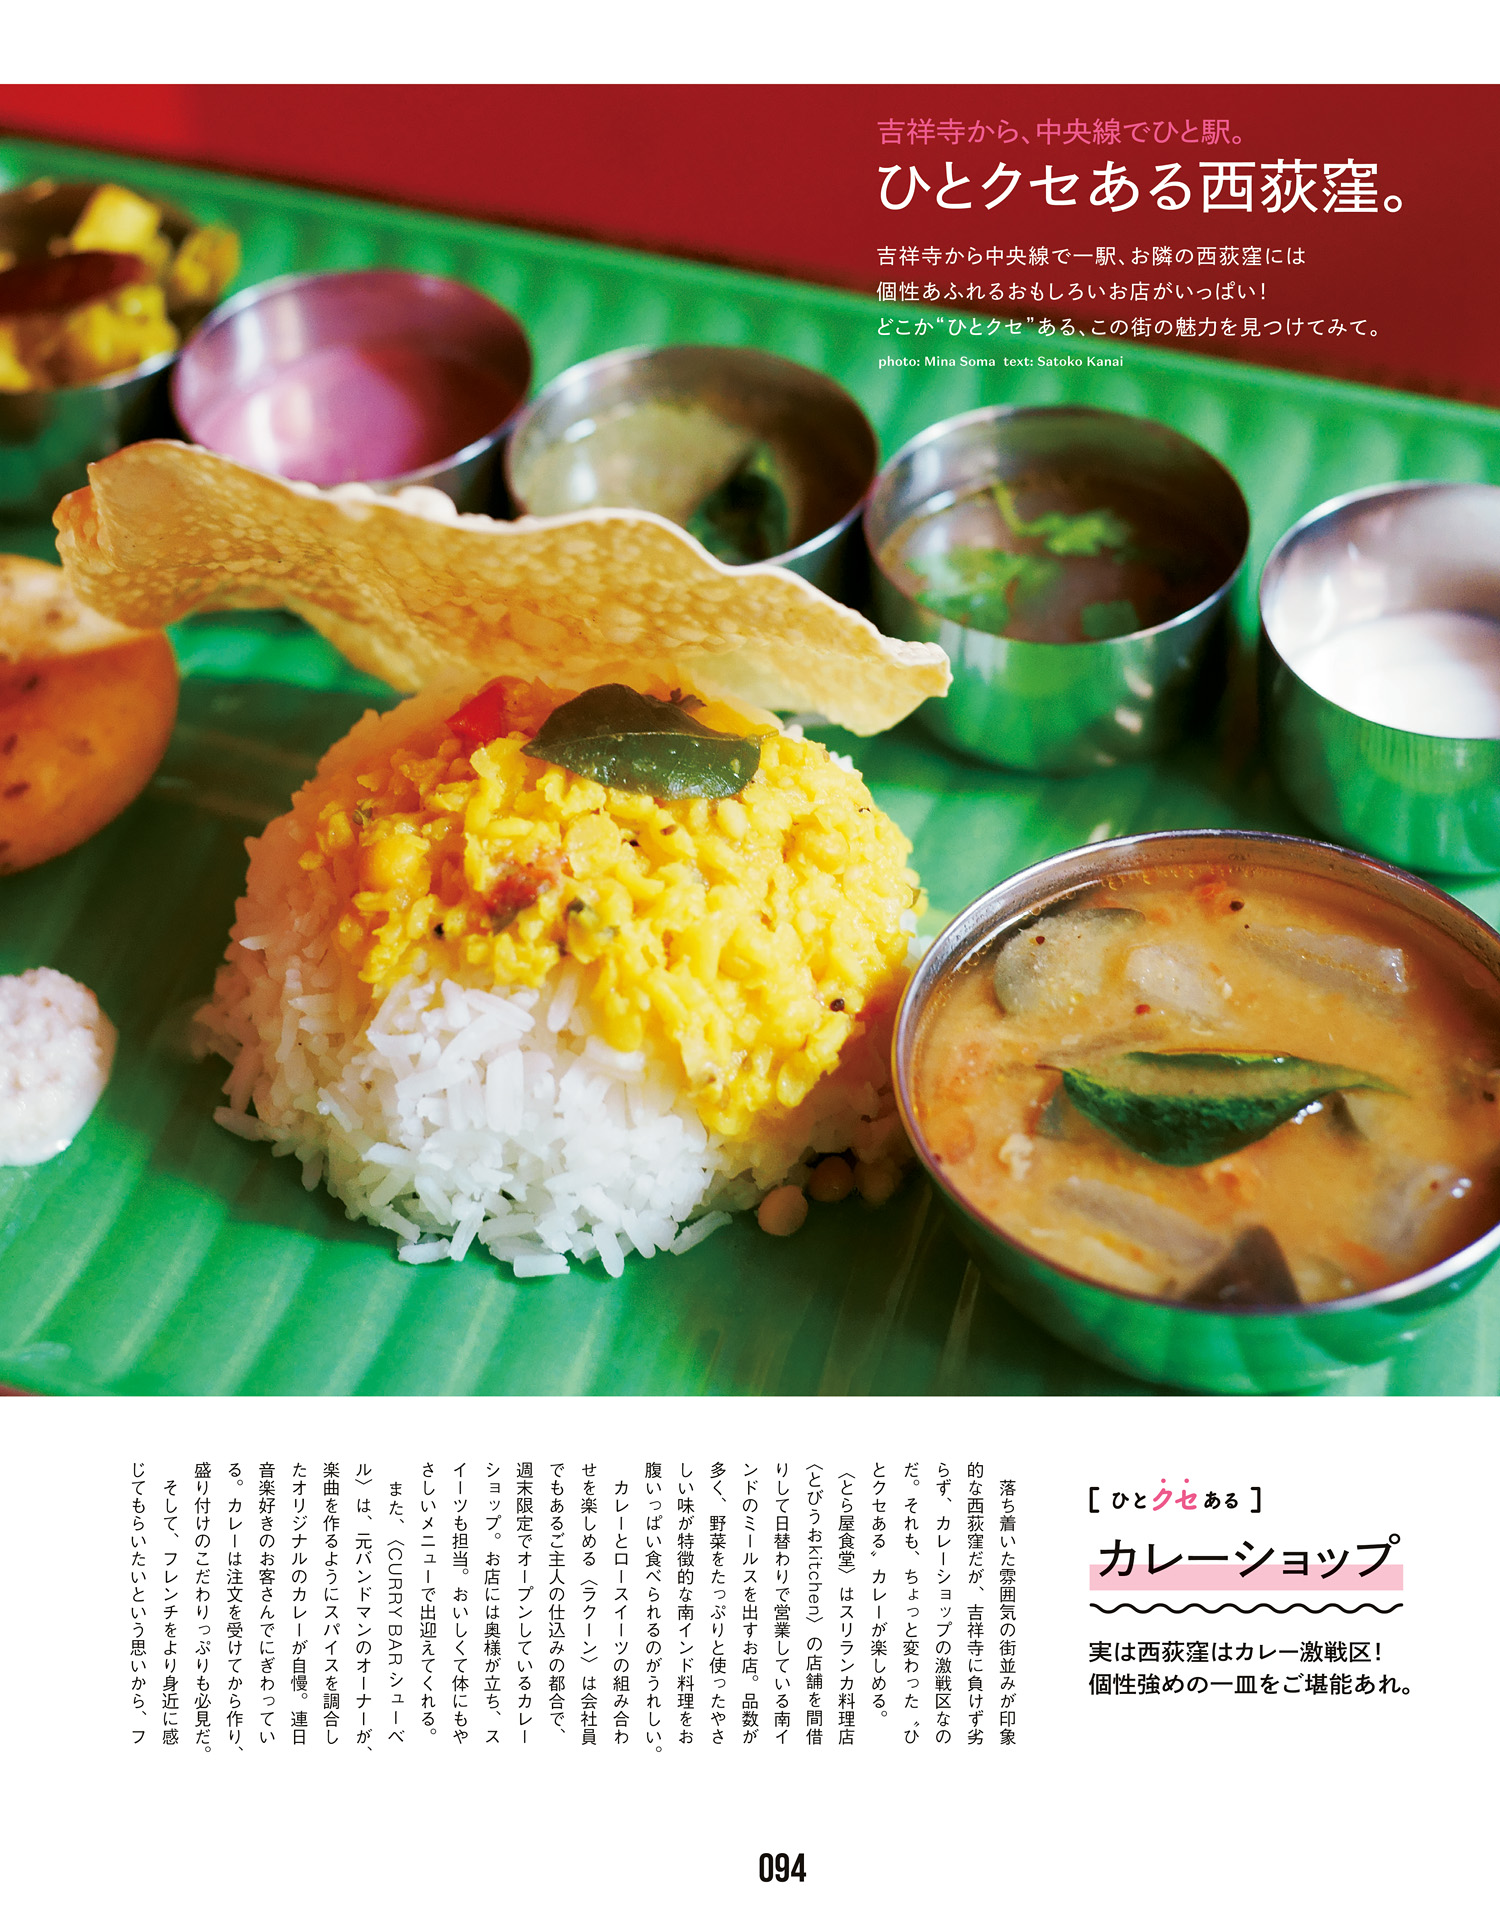 吉祥寺から、中央線でひと駅。
ひとクセある西荻窪。
吉祥寺から中央線で一駅、お隣の西荻窪には
個性あふれるおもしろいお店がいっぱい！
どこか“ひとクセ”ある、この街の魅力を見つけてみて。
photo: Mina Soma text: Satoko Kanai
[ ひとクセある ]
カレーショップ
実は西荻窪はカレー激戦区！
個性強めの一皿をご堪能あれ。
落ち着いた雰囲気の街並みが印象
的な西荻窪だが、吉祥寺に負けず劣
らず、カレーショップの激戦区なの
だ。それも、ちょっと変わった〝ひ
とクセある〟カレーが楽しめる。
〈とら屋食堂〉はスリランカ料理店
〈とびうおkitchen〉の店舗を間借
りして日替わりで営業している南イ
ンドのミールスを出すお店。品数が
多く、野菜をたっぷりと使ったやさ
しい味が特徴的な南インド料理をお
腹いっぱい食べられるのがうれしい。
カレーとロースイーツの組み合わ
せを楽しめる〈ラクーン〉は会社員
でもあるご主人の仕込みの都合で、
週末限定でオープンしているカレー
ショップ。お店には奥様が立ち、ス
イーツも担当。おいしくて体にもや
さしいメニューで出迎えてくれる。
また、〈CURRY BAR シューベ
ル〉は、元バンドマンのオーナーが、
楽曲を作るようにスパイスを調合し
たオリジナルのカレーが自慢。連日
音楽好きのお客さんでにぎわってい
る。カレーは注文を受けてから作り、
盛り付けのこだわりっぷりも必見だ。
そして、フレンチをより身近に感
じてもらいたいという思いから、フ
094